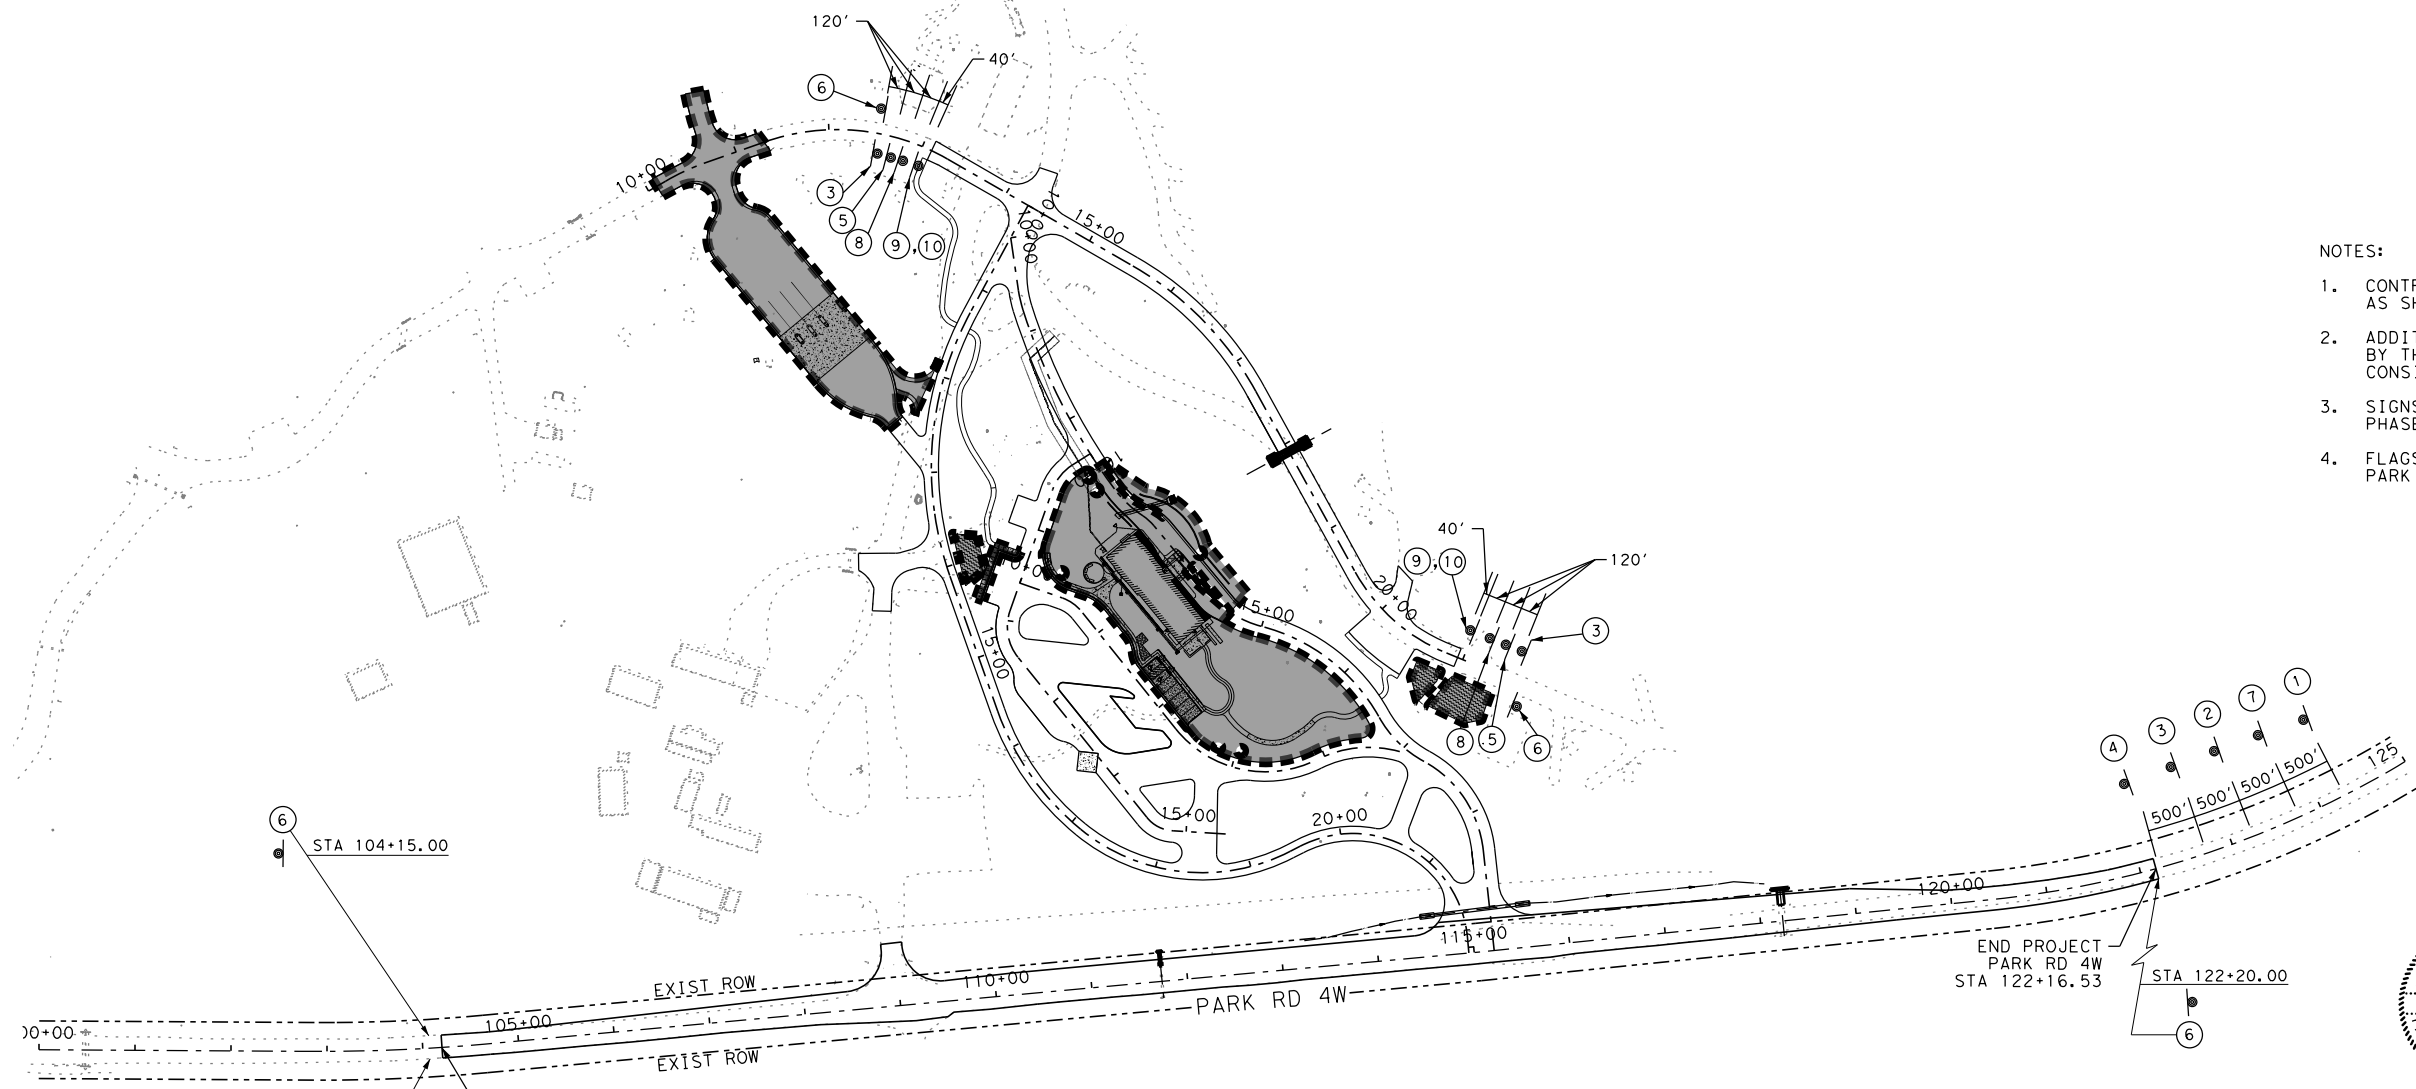 120'
40'
6
10+00
3
5
8
9,10
10+00
15+00
NOTES:
1. CONTR
AS SH
2. ADDIT
BY TH
CONSI
3. SIGNS
PHASE
4. FLAGS
PARK
40'
120'
9,10
20+00
15+00
3
15+00
8
5
6
1
7
2
3
4
500'
500'
500'
500'
125
6
STA 104+15.00
15+00
20+00
120+00
115+00
END PROJECT
PARK RD 4W
STA 122+16.53
STA 122+20.00
6
EXIST ROW
110+00
PARK RD 4W
105+00
00+00
EXIST ROW